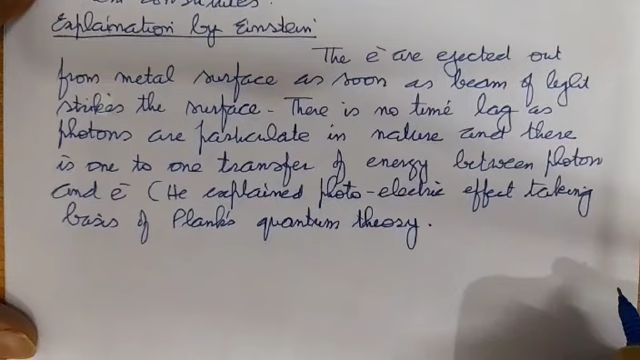 Explaination by Einstein:
The e⁻ are ejected out
from metal surface as soon as beam of light
strikes the surface - There is no time lag as
photons are particulate in nature and there
is one to one transfer of energy between photon
and e⁻ (He explained photo-electric effect taking
basis of Plank's quantum theory.